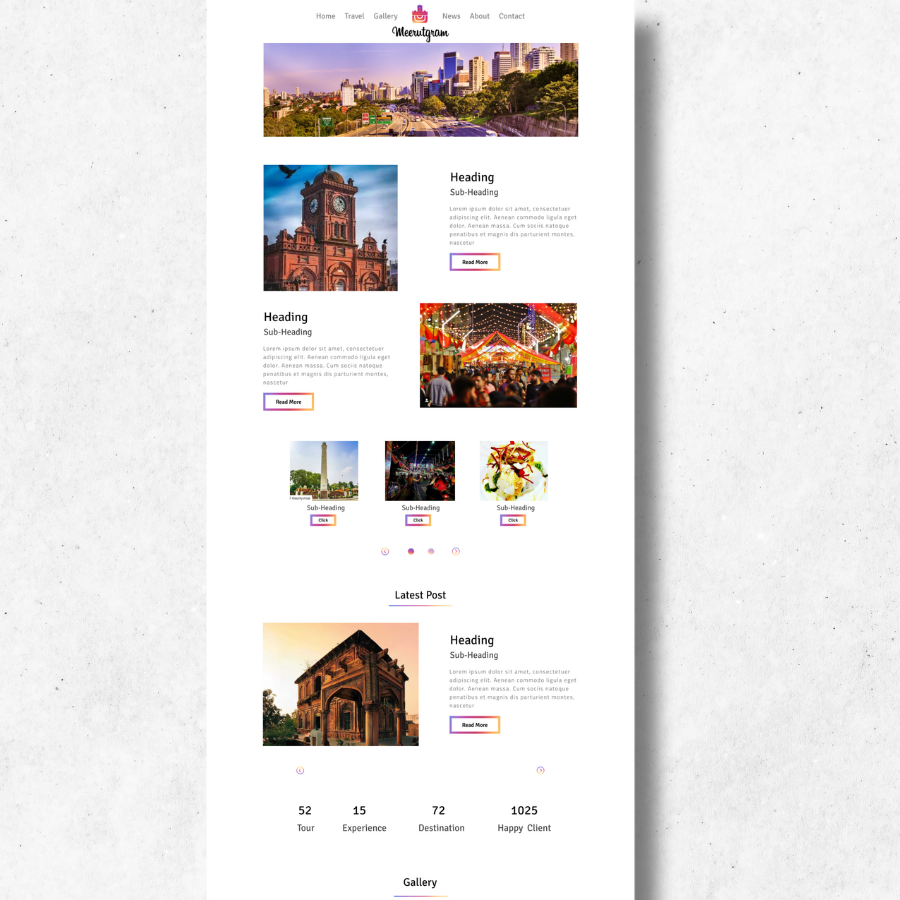 Home Travel Gallery News About Contact
Meerutgram
Heading
Sub-Heading
Lorem ipsum dolor sit amet, consectetuer
adipiscing elit. Aenean commodo ligula eget
dolor. Aenean massa. Cum sociis natoque
penatibus et magnis dis parturient montes,
nascetur
Read More
Heading
Sub-Heading
Lorem ipsum dolor sit amet, consectetuer
adipiscing elit. Aenean commodo ligula eget
dolor. Aenean massa. Cum sociis natoque
penatibus et magnis dis parturient montes,
nascetur
Read More
Sub-Heading Sub-Heading Sub-Heading
Click Click Click
Latest Post
Heading
Sub-Heading
Lorem ipsum dolor sit amet, consectetuer
adipiscing elit. Aenean commodo ligula eget
dolor. Aenean massa. Cum sociis natoque
penatibus et magnis dis parturient montes,
nascetur
Read More
52 15 72 1025
Tour Experience Destination Happy Client
Gallery